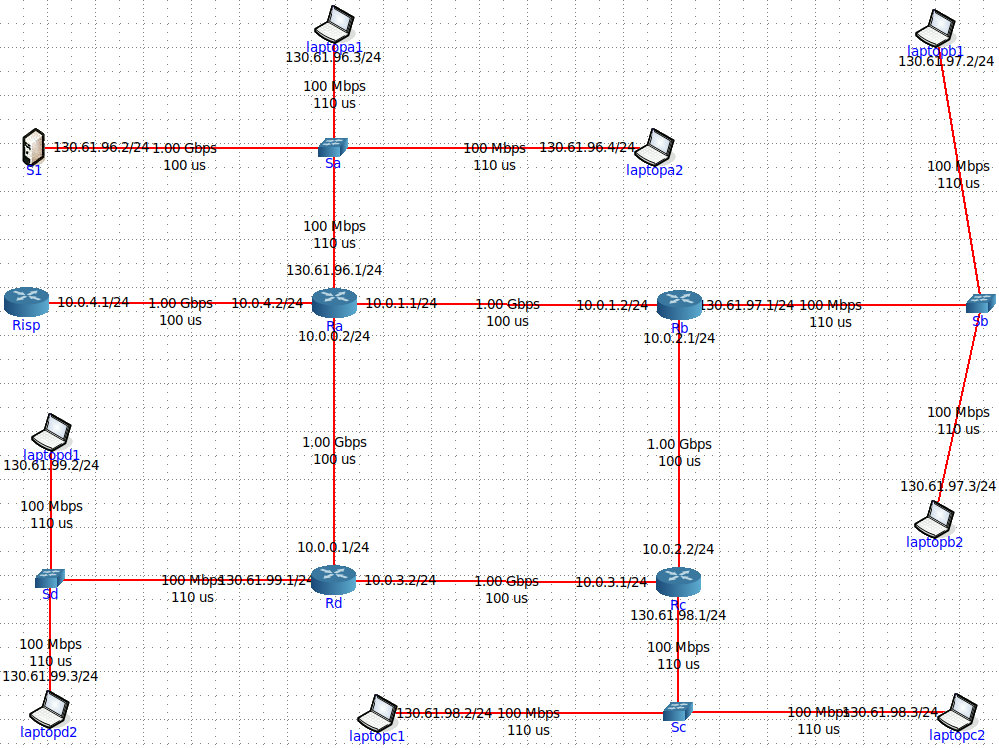 laptopa1
130.61.96.3/24
100 Mbps
110 us
laptopb1
130.61.97.2/24
100 Mbps
110 us
S1
130.61.96.2/24
1.00 Gbps
100 us
Sa
100 Mbps
110 us
130.61.96.4/24
laptopa2
100 Mbps
110 us
130.61.96.1/24
Risp
10.0.4.1/24
1.00 Gbps
100 us
10.0.4.2/24
Ra
10.0.0.2/24
10.0.1.1/24
1.00 Gbps
100 us
10.0.1.2/24
Rb
10.0.2.1/24
130.61.97.1/24
100 Mbps
110 us
Sb
100 Mbps
110 us
130.61.97.3/24
laptopb2
1.00 Gbps
100 us
1.00 Gbps
100 us
laptopd1
130.61.99.2/24
100 Mbps
110 us
10.0.0.1/24
10.0.2.2/24
Sd
100 Mbps
110 us
130.61.99.1/24
Rd
10.0.3.2/24
1.00 Gbps
100 us
10.0.3.1/24
Rc
130.61.98.1/24
100 Mbps
110 us
100 Mbps
110 us
130.61.99.3/24
laptopd2
laptopc1
130.61.98.2/24
100 Mbps
110 us
Sc
100 Mbps
110 us
130.61.98.3/24
laptopc2